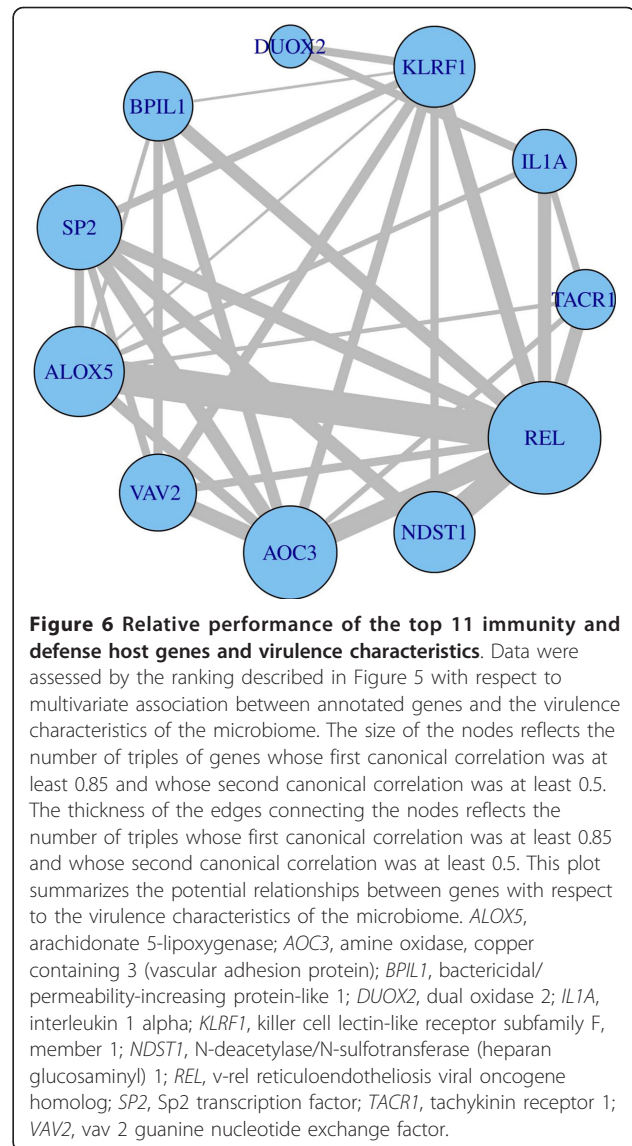 DUOX2
KLRF1
BPIL1
IL1A
SP2
TACR1
ALOX5
REL
VAV2
NDST1
AOC3
Figure 6 Relative performance of the top 11 immunity and
defense host genes and virulence characteristics. Data were
assessed by the ranking described in Figure 5 with respect to
multivariate association between annotated genes and the virulence
characteristics of the microbiome. The size of the nodes reflects the
number of triples of genes whose first canonical correlation was at
least 0.85 and whose second canonical correlation was at least 0.5.
The thickness of the edges connecting the nodes reflects the
number of triples whose first canonical correlation was at least 0.85
and whose second canonical correlation was at least 0.5. This plot
summarizes the potential relationships between genes with respect
to the virulence characteristics of the microbiome. ALOX5,
arachidonate 5-lipoxygenase; AOC3, amine oxidase, copper
containing 3 (vascular adhesion protein); BPIL1, bactericidal/
permeability-increasing protein-like 1; DUOX2, dual oxidase 2; IL1A,
interleukin 1 alpha; KLRF1, killer cell lectin-like receptor subfamily F,
member 1; NDST1, N-deacetylase/N-sulfotransferase (heparan
glucosaminyl) 1; REL, v-rel reticuloendotheliosis viral oncogene
homolog; SP2, Sp2 transcription factor; TACR1, tachykinin receptor 1;
VAV2, vav 2 guanine nucleotide exchange factor.